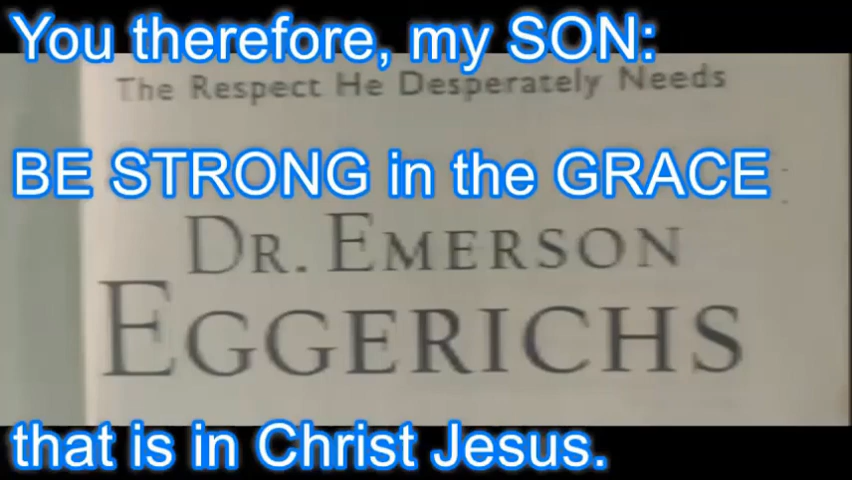 You therefore, my SON:
The Respect He Desperately Needs
BE STRONG in the GRACE
DR. EMERSON
EGGERICHS
that is in Christ Jesus.